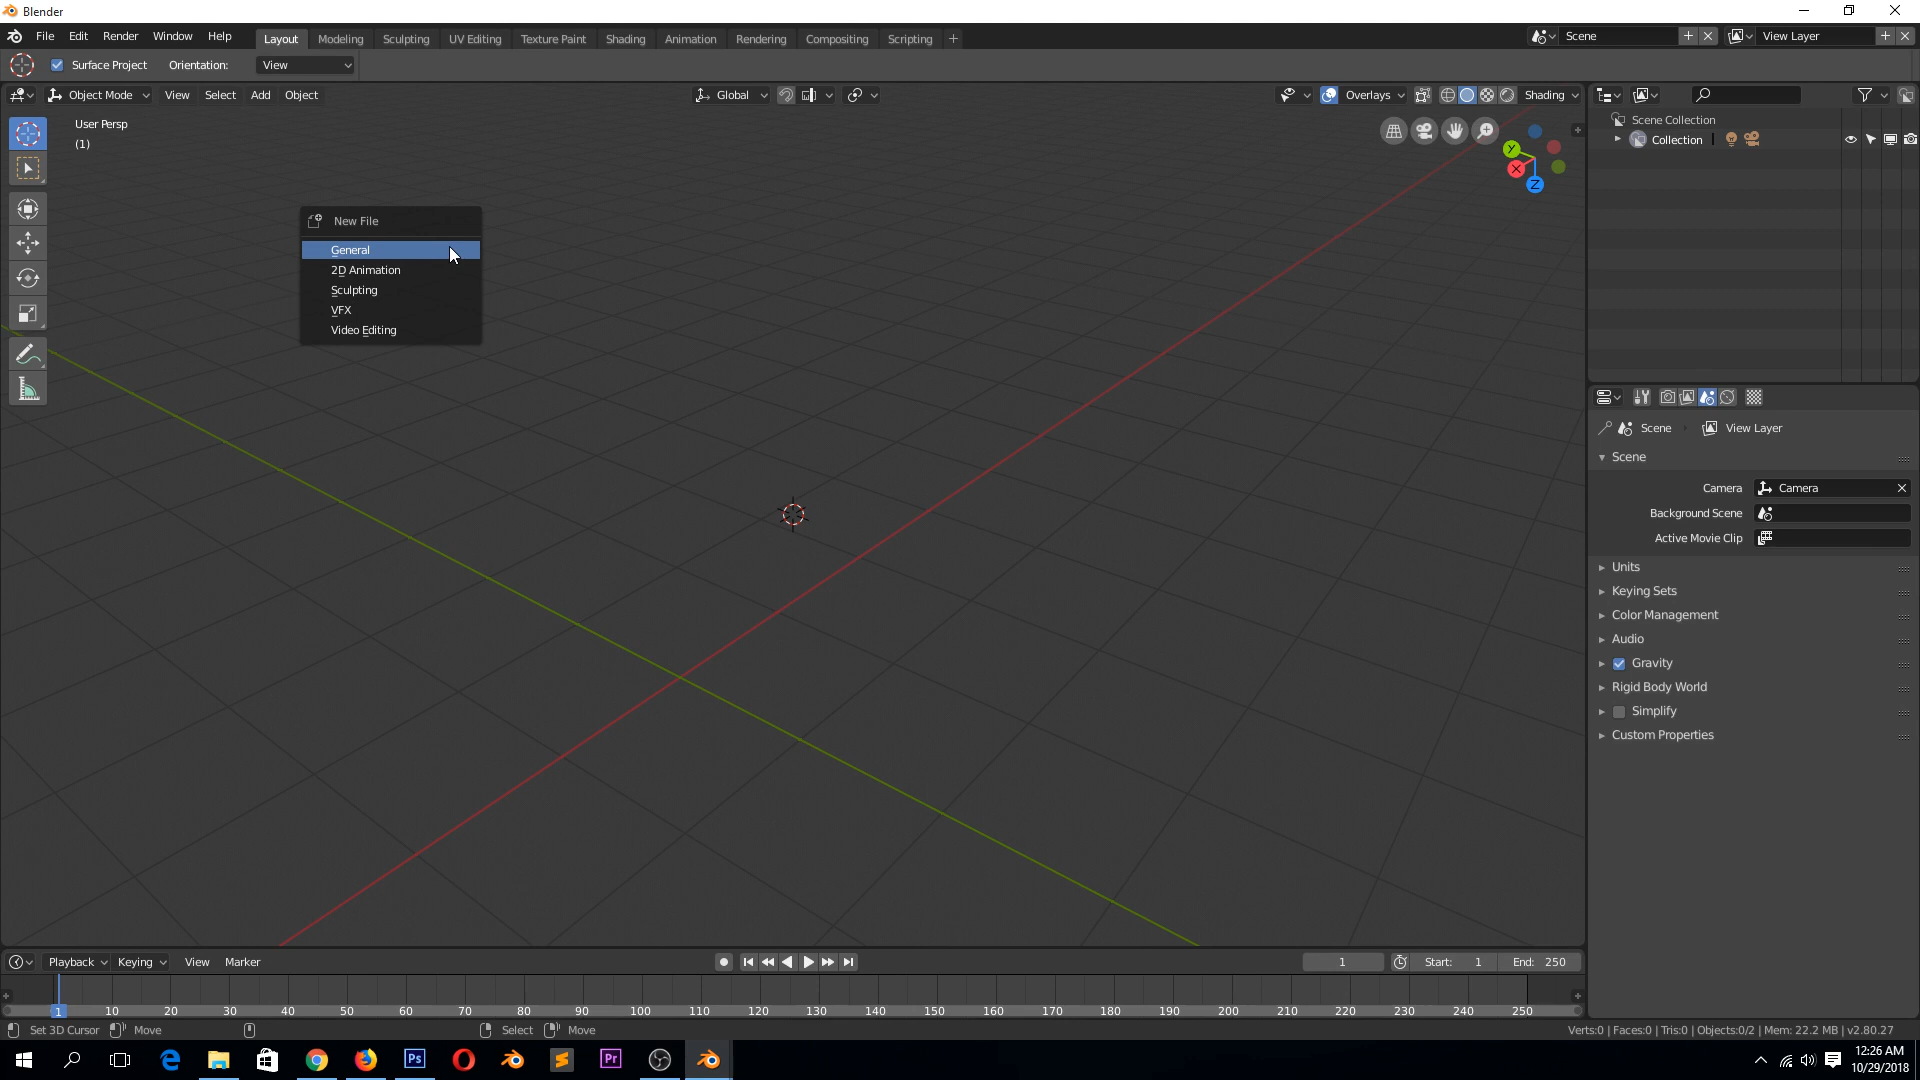 Blender
File Edit Render Window Help Layout Modeling Sculpting UV Editing Texture Paint Shading Animation Rendering Compositing Scripting + Scene View Layer
Surface Project Orientation: View
Object Mode View Select Add Object Global Overlays Shading
User Persp
(1)
Y
X
Z
Scene Collection
Collection
New File
General
2D Animation
Sculpting
VFX
Video Editing
Scene View Layer
Scene
Camera Camera
Background Scene
Active Movie Clip
Units
Keying Sets
Color Management
Audio
Gravity
Rigid Body World
Simplify
Custom Properties
Playback Keying View Marker 1 Start: 1 End: 250
1 10 20 30 40 50 60 70 80 90 100 110 120 130 140 150 160 170 180 190 200 210 220 230 240 250
Set 3D Cursor Move Select Move Verts:0 | Faces:0 | Tris:0 | Objects:0/2 | Mem: 22.2 MB | v2.80.27
Ps Pr
12:26 AM
10/29/2018